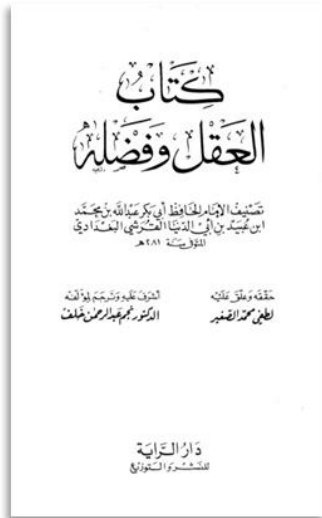 كتاب
العقل وفضله
تصنيف الإمام الحافظ أبي بكر عبد الله بن محمد
ابن عبيد بن أبي الدنيا القرشي البغدادي
المتوفى سنة ٢٨١ هـ
حققه وعلق عليه
لطفي محمد الصغير
أشرف عليه وترجم لمؤلفه
الدكتور نجم عبد الرحمن خلف
دار الراية
للنشر والتوزيع